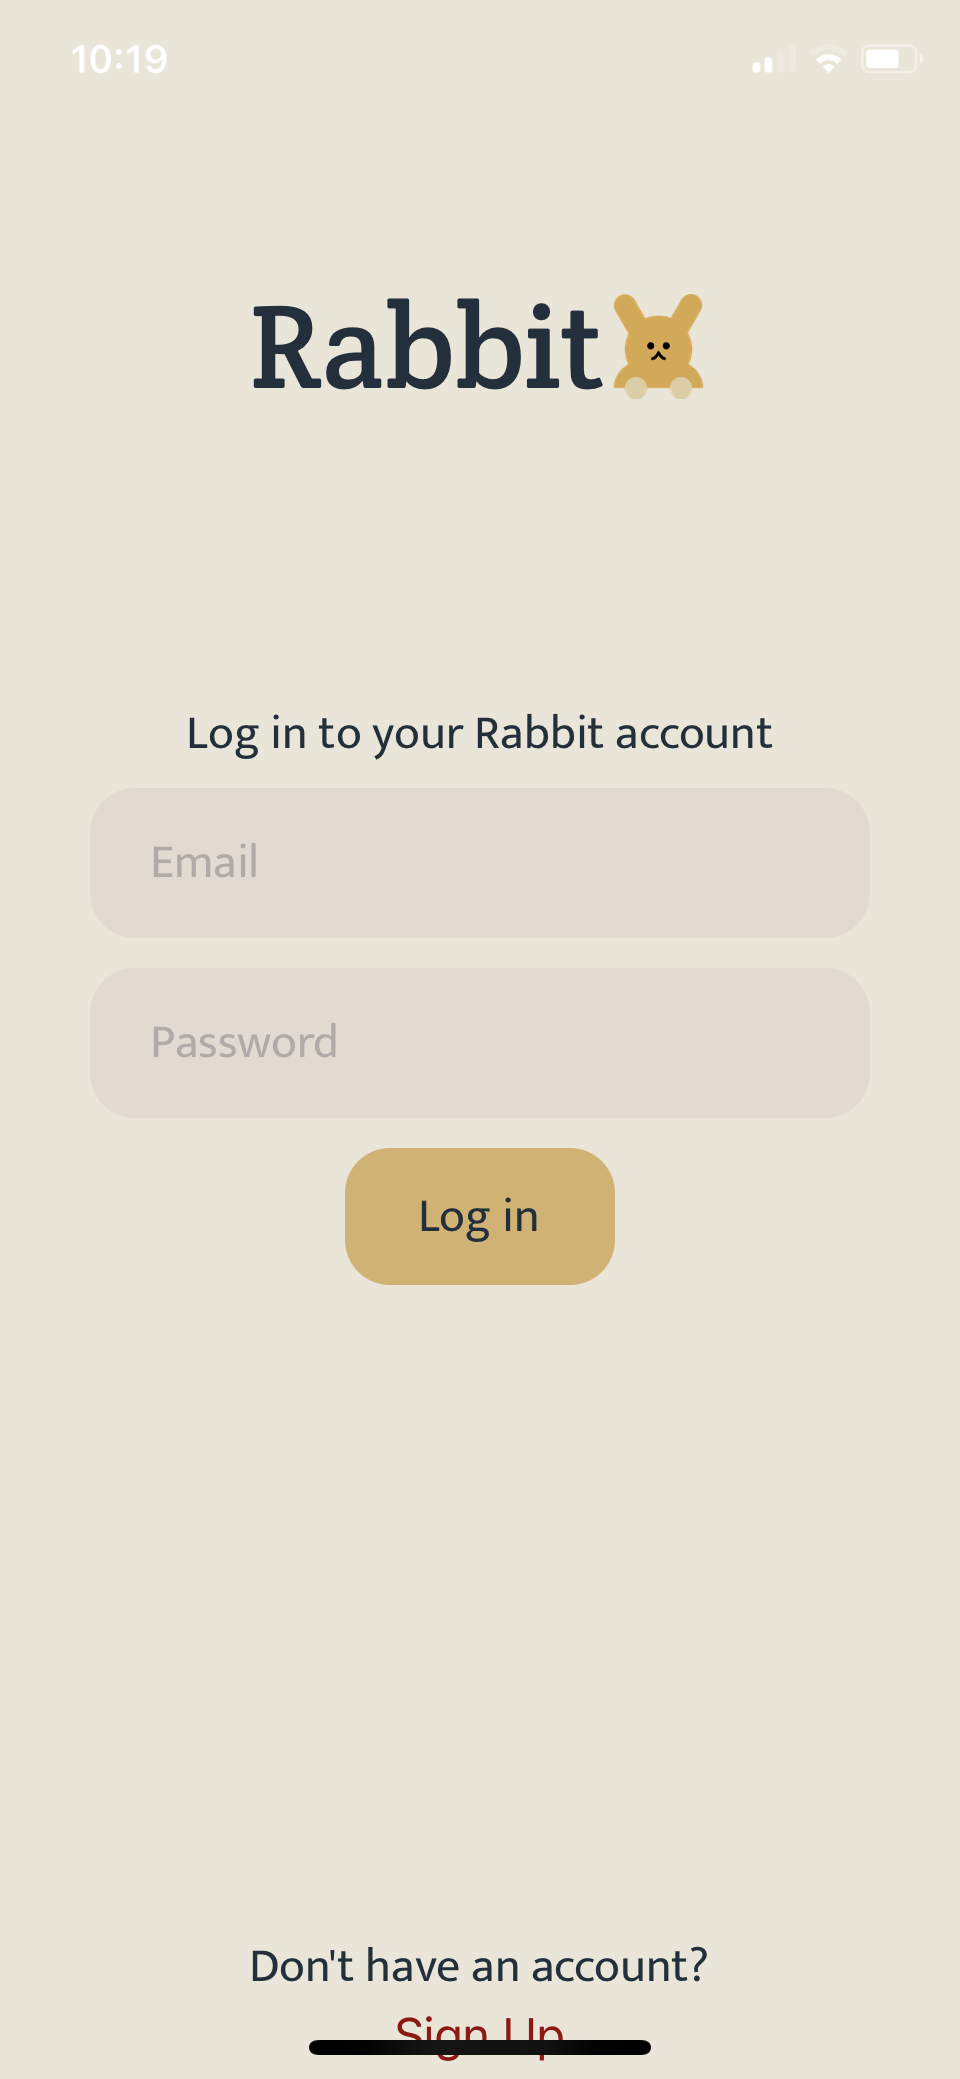 10:19
Rabbit
Log in to your Rabbit account
Email
Password
Log in
Don't have an account?
Sign Up